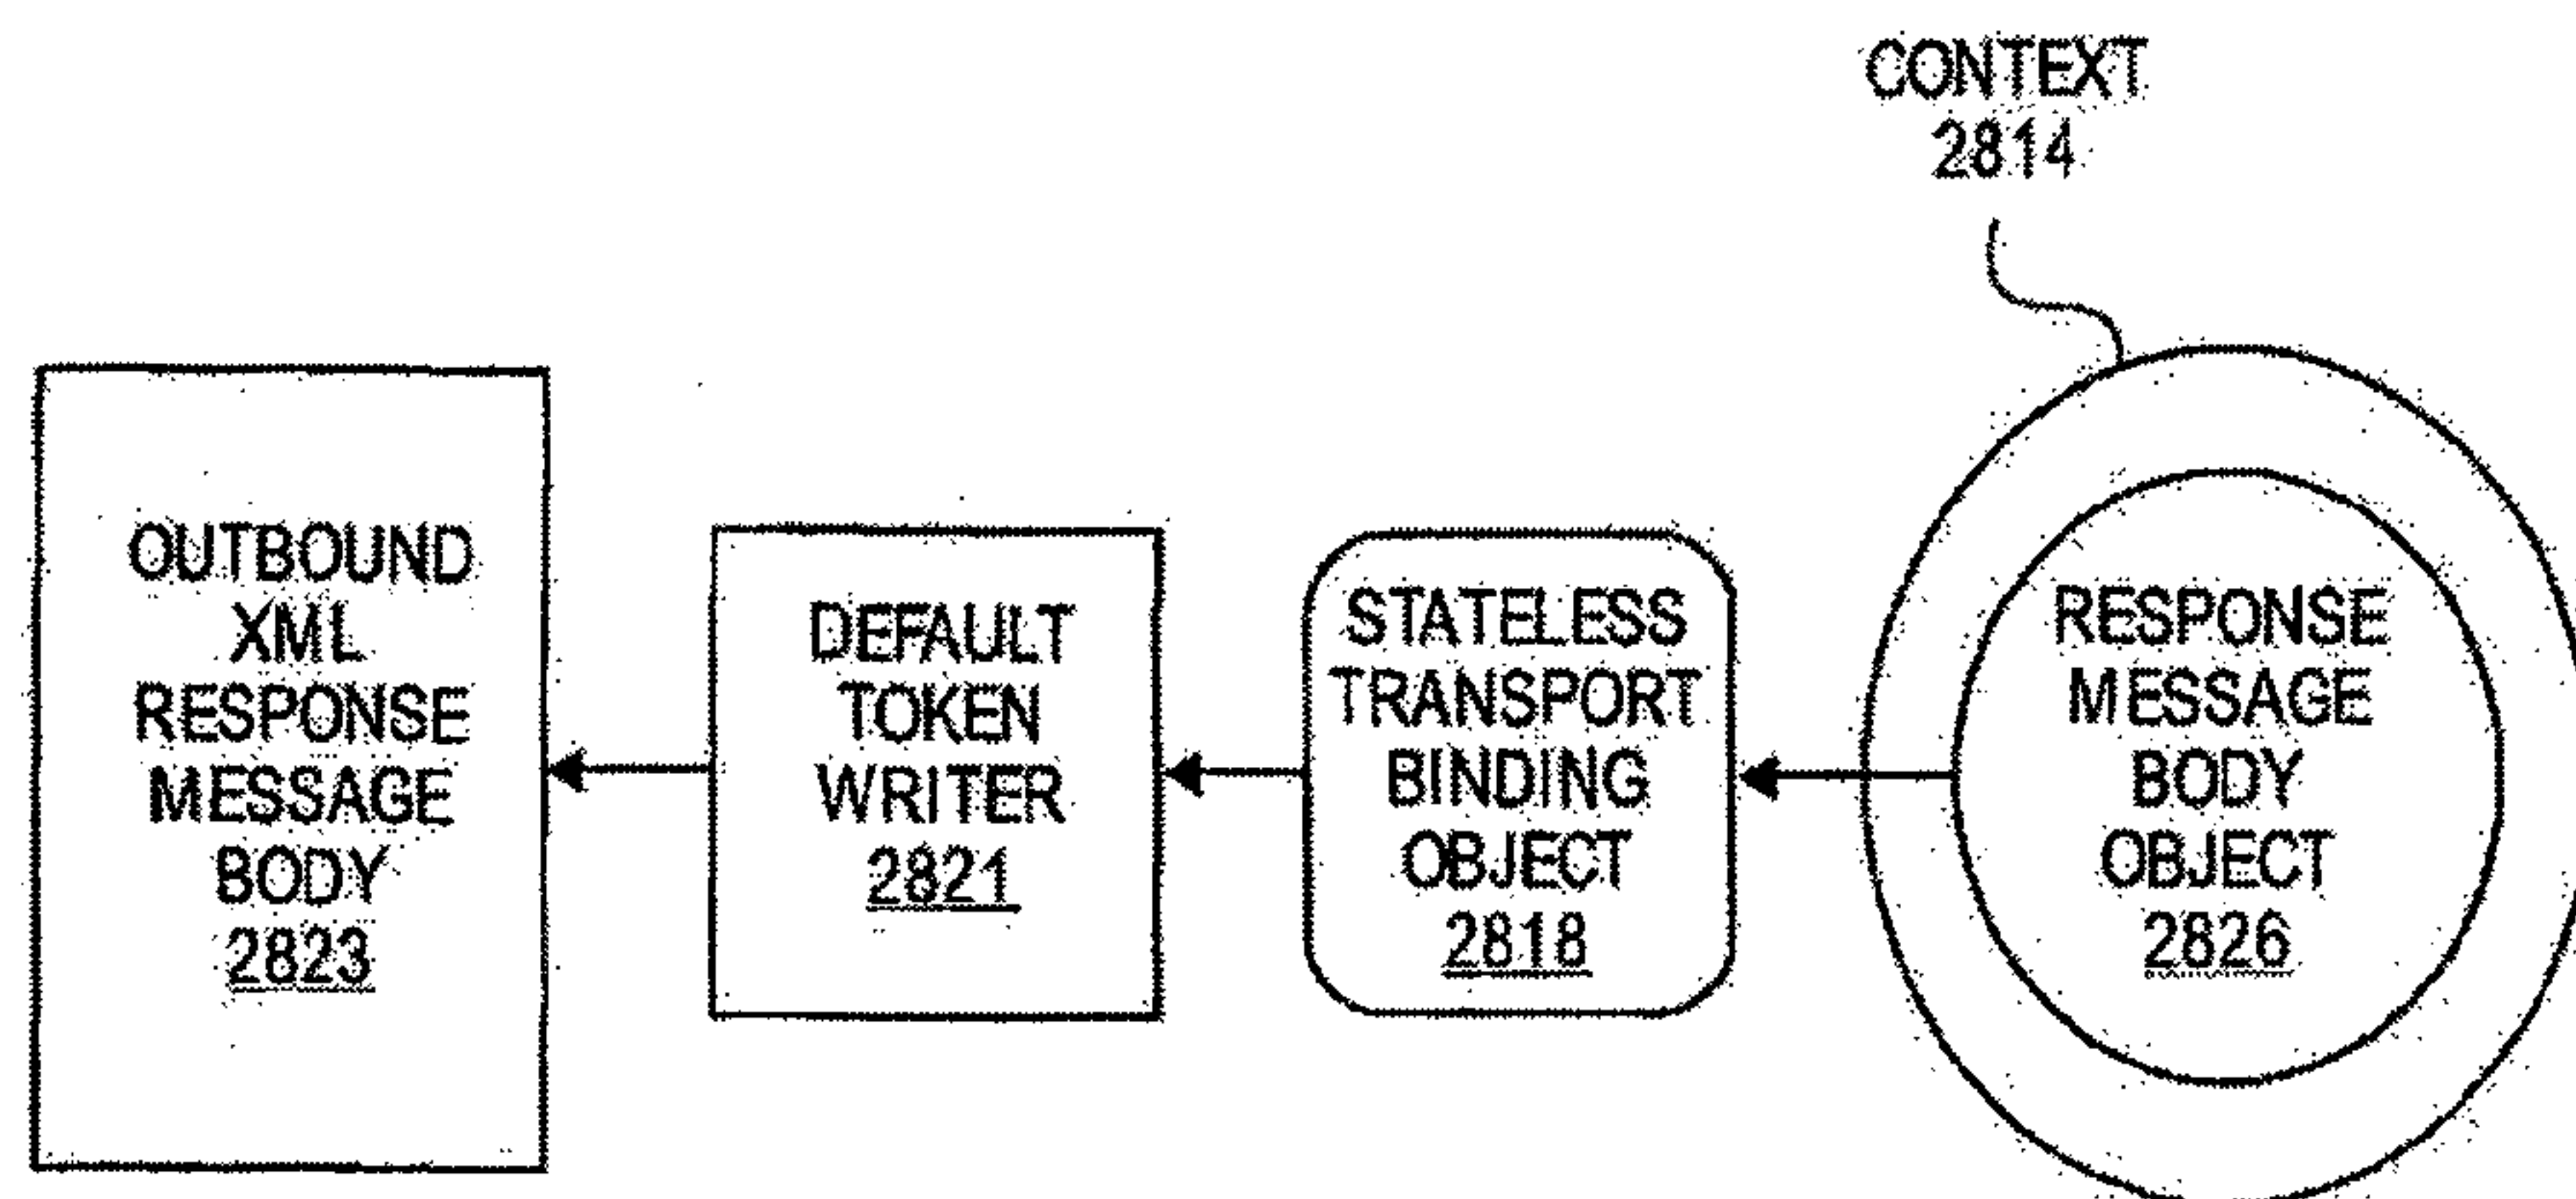 CONTEXT
2814
OUTBOUND
XML
RESPONSE
MESSAGE
BODY
2823
DEFAULT
TOKEN
WRITER
2821
STATELESS
TRANSPORT
BINDING
OBJECT
2818
RESPONSE
MESSAGE
BODY
OBJECT
2826